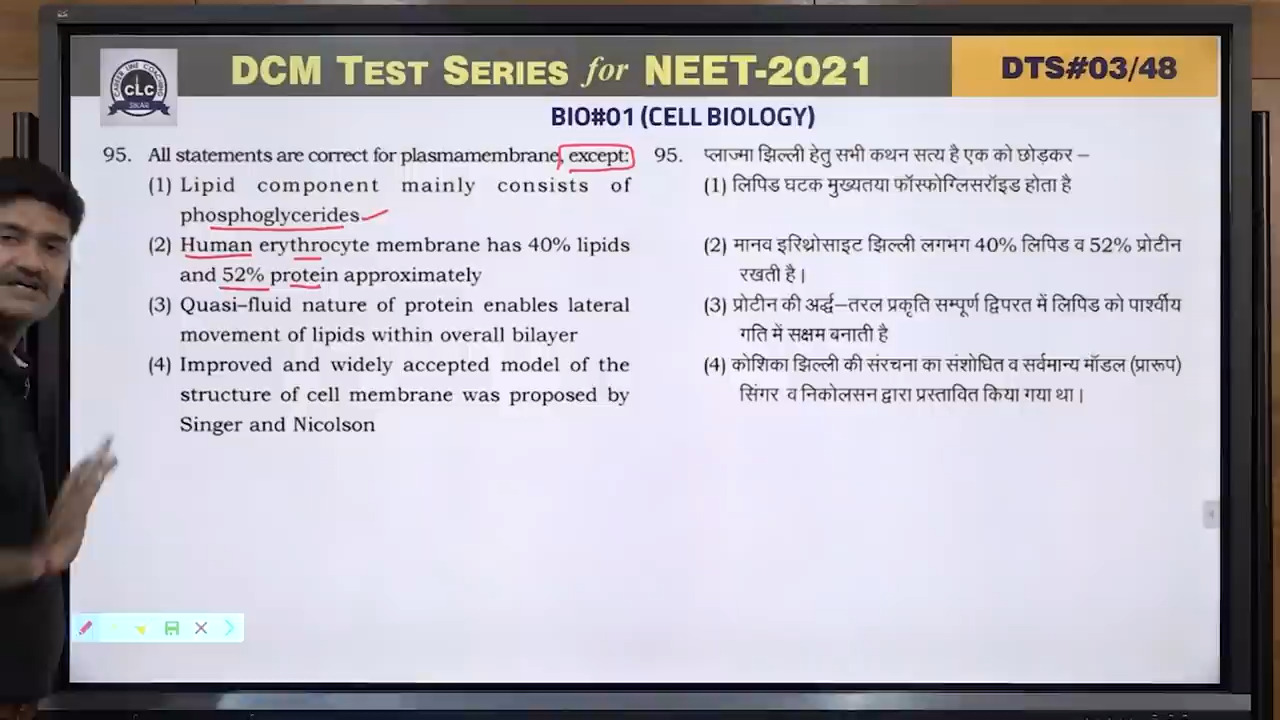 DCM TEST SERIES for NEET-2021
DTS#03/48
CLC
SIKAR
BIO#01 (CELL BIOLOGY)
95. All statements are correct for plasmamembrane, except:
(1) Lipid component mainly consists of
phosphoglycerides
(2) Human erythrocyte membrane has 40% lipids
and 52% protein approximately
(3) Quasi-fluid nature of protein enables lateral
movement of lipids within overall bilayer
(4) Improved and widely accepted model of the
structure of cell membrane was proposed by
Singer and Nicolson
95. प्लाज्मा झिल्ली हेतु सभी कथन सत्य है एक को छोड़कर –
(1) लिपिड घटक मुख्यतया फॉस्फोग्लिसरॉइड होता है
(2) मानव इरिथ्रोसाइट झिल्ली लगभग 40% लिपिड व 52% प्रोटीन
रखती है।
(3) प्रोटीन की अर्द्ध–तरल प्रकृति सम्पूर्ण द्विपरत में लिपिड को पार्श्वीय
गति में सक्षम बनाती है
(4) कोशिका झिल्ली की संरचना का संशोधित व सर्वमान्य मॉडल (प्रारूप)
सिंगर व निकोलसन द्वारा प्रस्तावित किया गया था।